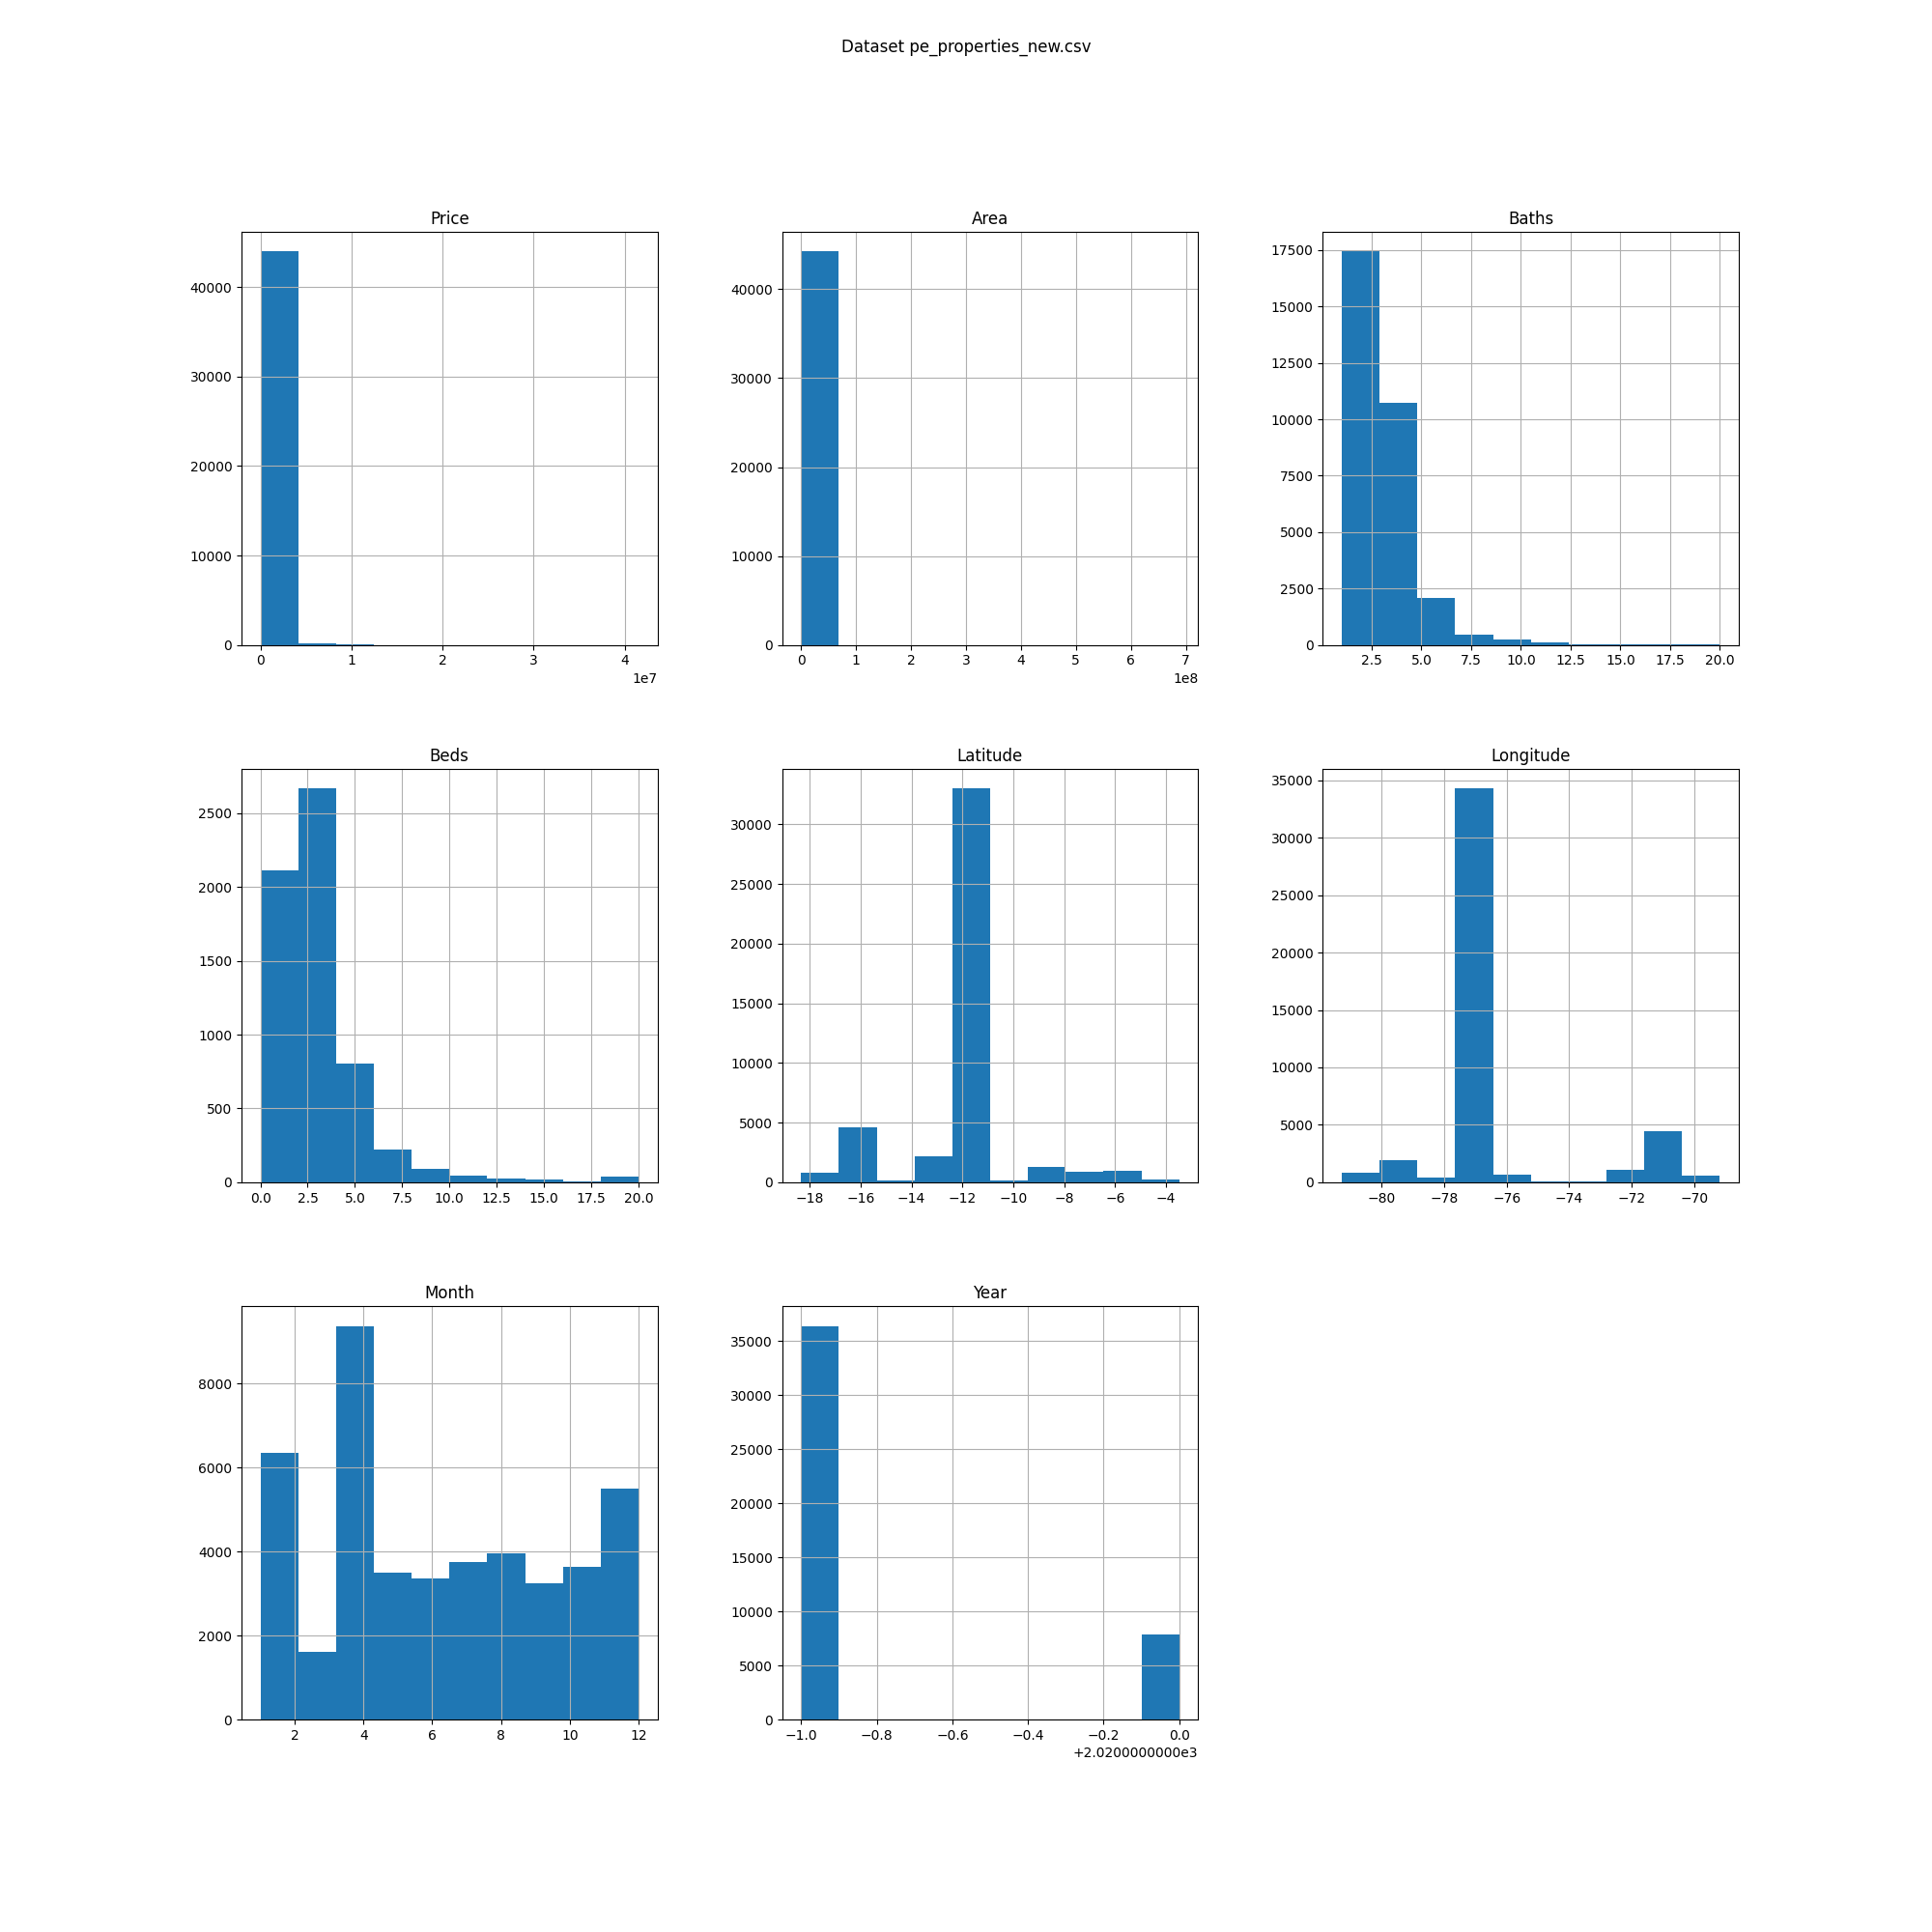 Dataset pe_properties_new.csv
Price
40000
30000
20000
10000
0
0 1 2 3 4
1e7
Area
40000
30000
20000
10000
0
0 1 2 3 4 5 6 7
1e8
Baths
17500
15000
12500
10000
7500
5000
2500
0
2.5 5.0 7.5 10.0 12.5 15.0 17.5 20.0
Beds
2500
2000
1500
1000
500
0
0.0 2.5 5.0 7.5 10.0 12.5 15.0 17.5 20.0
Latitude
30000
25000
20000
15000
10000
5000
0
−18 −16 −14 −12 −10 −8 −6 −4
Longitude
35000
30000
25000
20000
15000
10000
5000
0
−80 −78 −76 −74 −72 −70
Month
8000
6000
4000
2000
0
2 4 6 8 10 12
Year
35000
30000
25000
20000
15000
10000
5000
0
−1.0 −0.8 −0.6 −0.4 −0.2 0.0
+2.0200000000e3